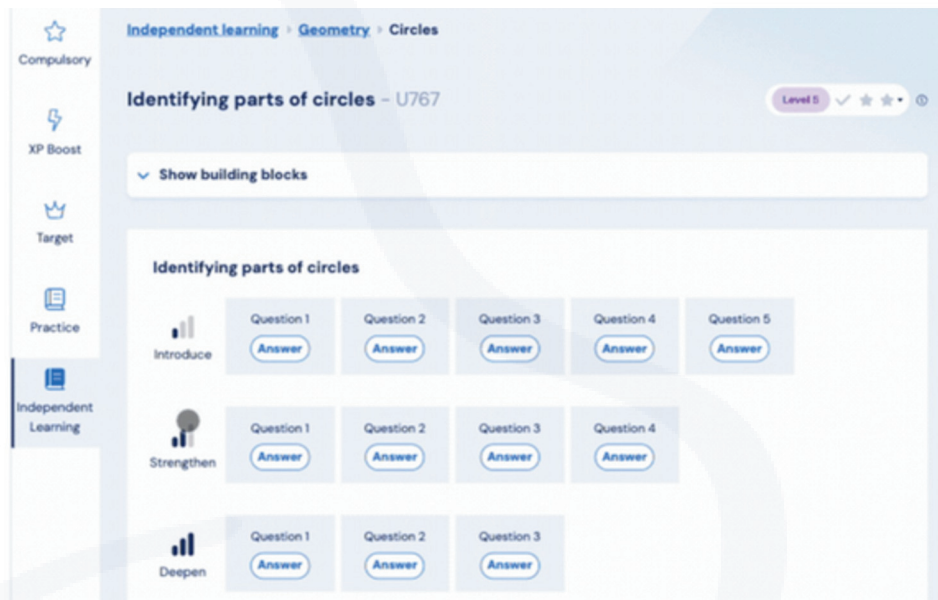 Compulsory
XP Boost
Target
Practice
Independent
Learning
Independent learning Geometry Circles
Identifying parts of circles - U767
Level 5
Show building blocks
Identifying parts of circles
Introduce
Question 1 Question 2 Question 3 Question 4 Question 5
Answer Answer Answer Answer Answer
Strengthen
Question 1 Question 2 Question 3 Question 4
Answer Answer Answer Answer
Deepen
Question 1 Question 2 Question 3
Answer Answer Answer